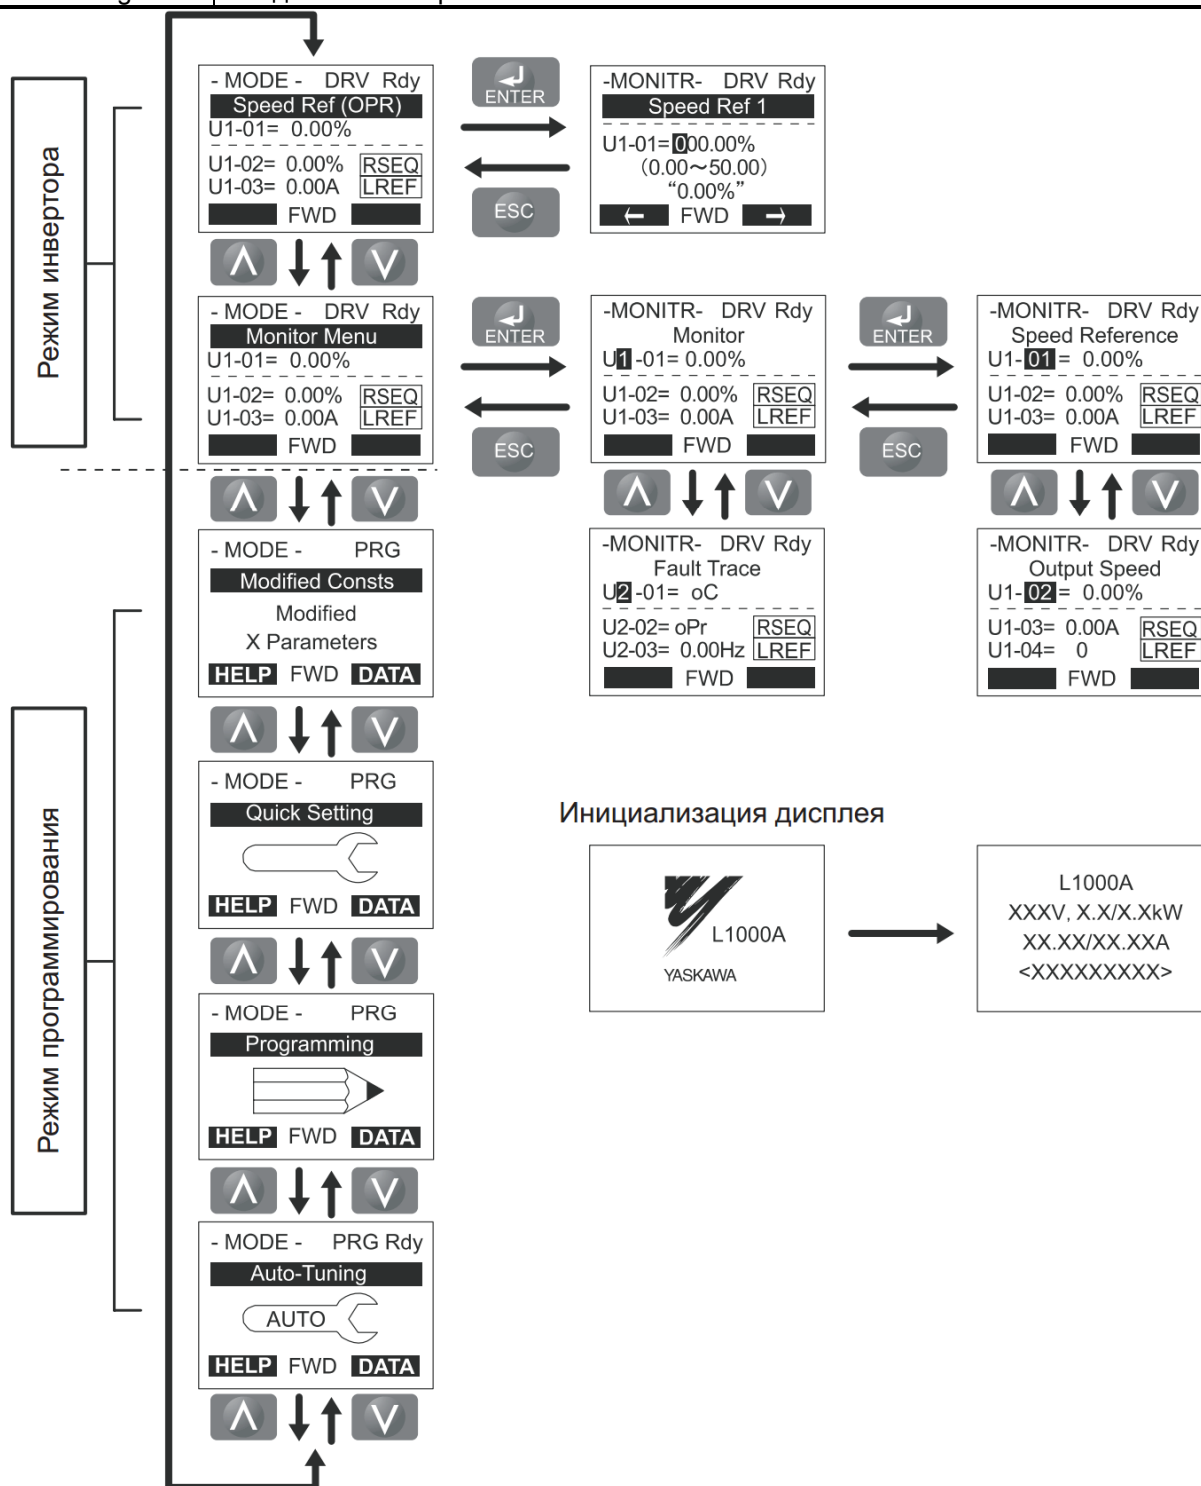 Режим инвертора
- MODE -   DRV Rdy
Speed Ref (OPR)
U1-01= 0.00%
U1-02= 0.00% RSEQ
U1-03= 0.00A LREF
FWD
ENTER
ESC
-MONITR- DRV Rdy
Speed Ref 1
U1-01=000.00%
(0.00~50.00)
“0.00%”
← FWD →
- MODE -   DRV Rdy
Monitor Menu
U1-01= 0.00%
U1-02= 0.00% RSEQ
U1-03= 0.00A LREF
FWD
ENTER
ESC
-MONITR- DRV Rdy
Monitor
U1 -01= 0.00%
U1-02= 0.00% RSEQ
U1-03= 0.00A LREF
FWD
ENTER
ESC
-MONITR- DRV Rdy
Speed Reference
U1- 01 = 0.00%
U1-02= 0.00% RSEQ
U1-03= 0.00A LREF
FWD
-MONITR- DRV Rdy
Fault Trace
U2 -01= oC
U2-02= oPr RSEQ
U2-03= 0.00Hz LREF
FWD
-MONITR- DRV Rdy
Output Speed
U1- 02 = 0.00%
U1-03= 0.00A RSEQ
U1-04= 0 LREF
FWD
Режим программирования
- MODE -   PRG
Modified Consts
Modified
X Parameters
HELP FWD DATA
- MODE -   PRG
Quick Setting
HELP FWD DATA
- MODE -   PRG
Programming
HELP FWD DATA
- MODE -   PRG Rdy
Auto-Tuning
AUTO
HELP FWD DATA
Инициализация дисплея
L1000A
YASKAWA
L1000A
XXXV, X.X/X.XkW
XX.XX/XX.XXA
<XXXXXXXXX>